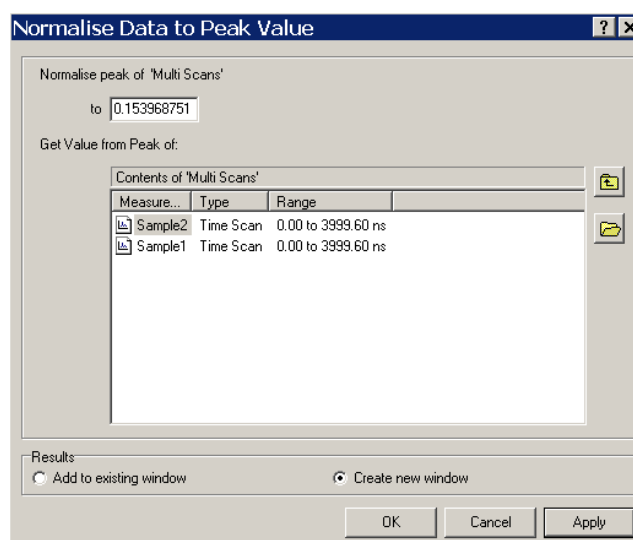 Normalise Data to Peak Value
Normalise peak of 'Multi Scans'
to 0.153968751
Get Value from Peak of:
Contents of 'Multi Scans'
Measure... Type Range
Sample2 Time Scan 0.00 to 3999.60 ns
Sample1 Time Scan 0.00 to 3999.60 ns
Results
Add to existing window Create new window
OK Cancel Apply